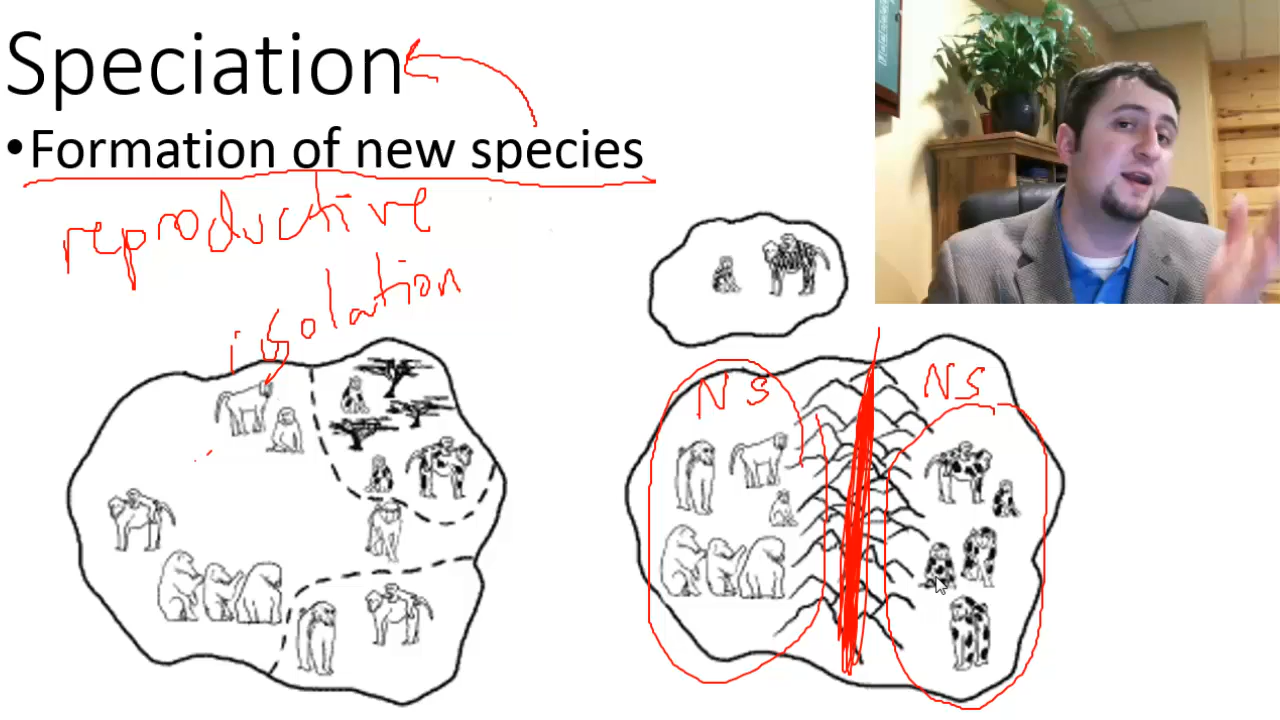 Speciation
•Formation of new species
reproductive
isolation
NS
NS